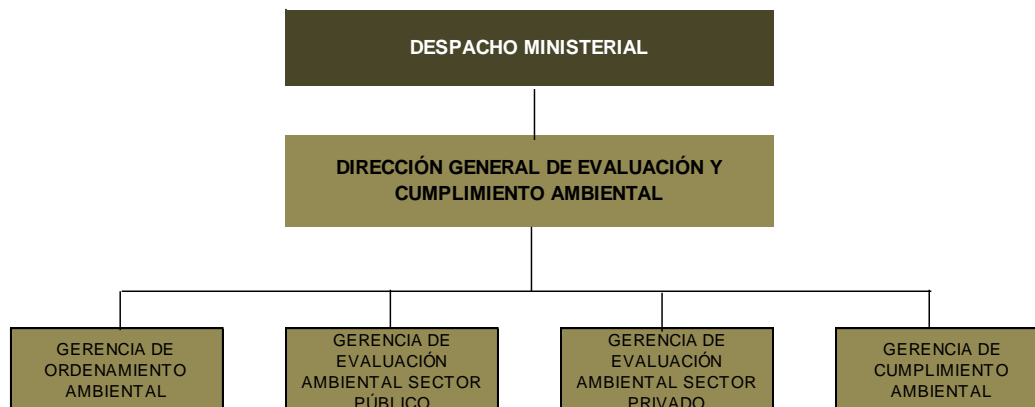 DESPACHO MINISTERIAL
DIRECCIÓN GENERAL DE EVALUACIÓN Y
CUMPLIMIENTO AMBIENTAL
GERENCIA DE
ORDENAMIENTO
AMBIENTAL
GERENCIA DE
EVALUACIÓN
AMBIENTAL SECTOR
PÚBLICO
GERENCIA DE
EVALUACIÓN
AMBIENTAL SECTOR
PRIVADO
GERENCIA DE
CUMPLIMIENTO
AMBIENTAL